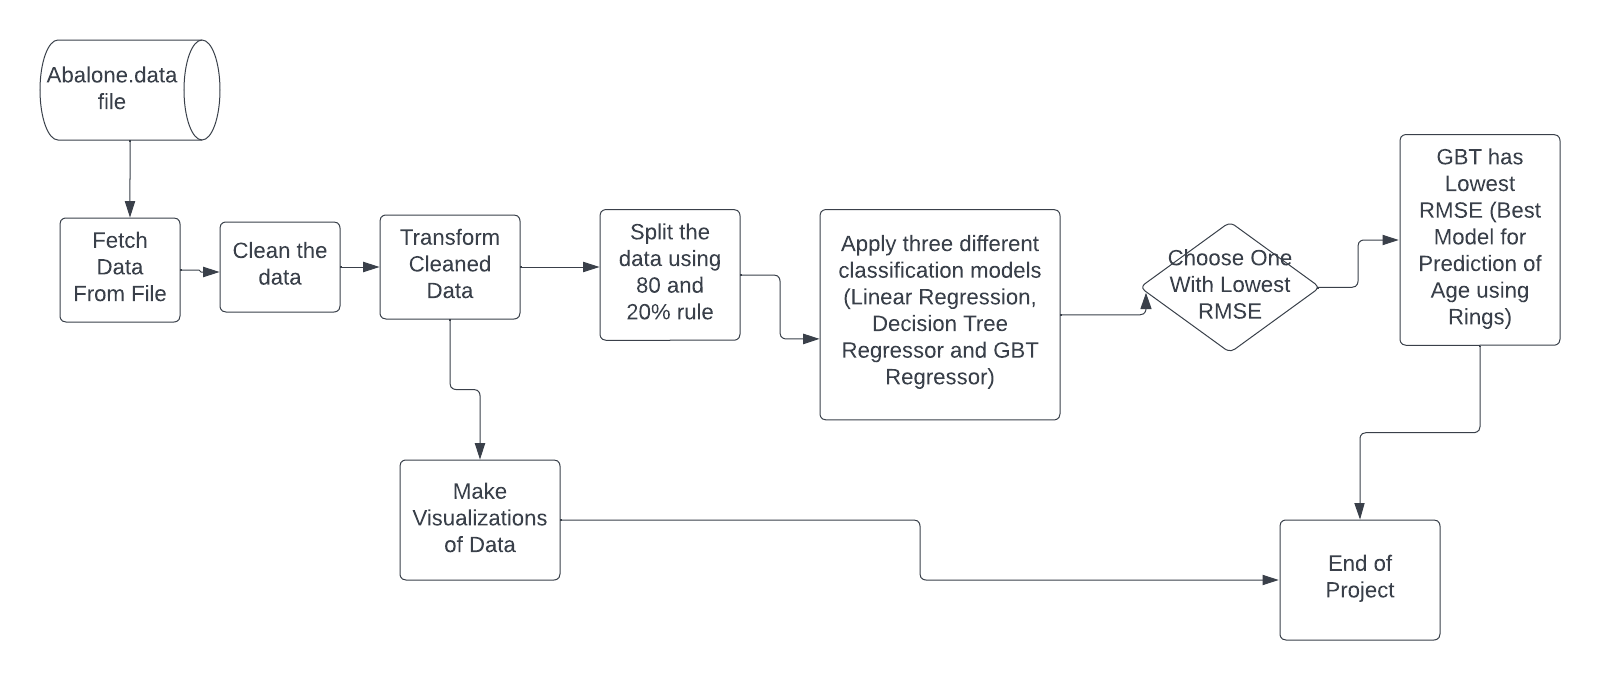 Abalone.data
file
Fetch
Data
From File
Clean the
data
Transform
Cleaned
Data
Split the
data using
80 and
20% rule
Apply three different
classification models
(Linear Regression,
Decision Tree
Regressor and GBT
Regressor)
Choose One
With Lowest
RMSE
GBT has
Lowest
RMSE (Best
Model for
Prediction of
Age using
Rings)
Make
Visualizations
of Data
End of
Project